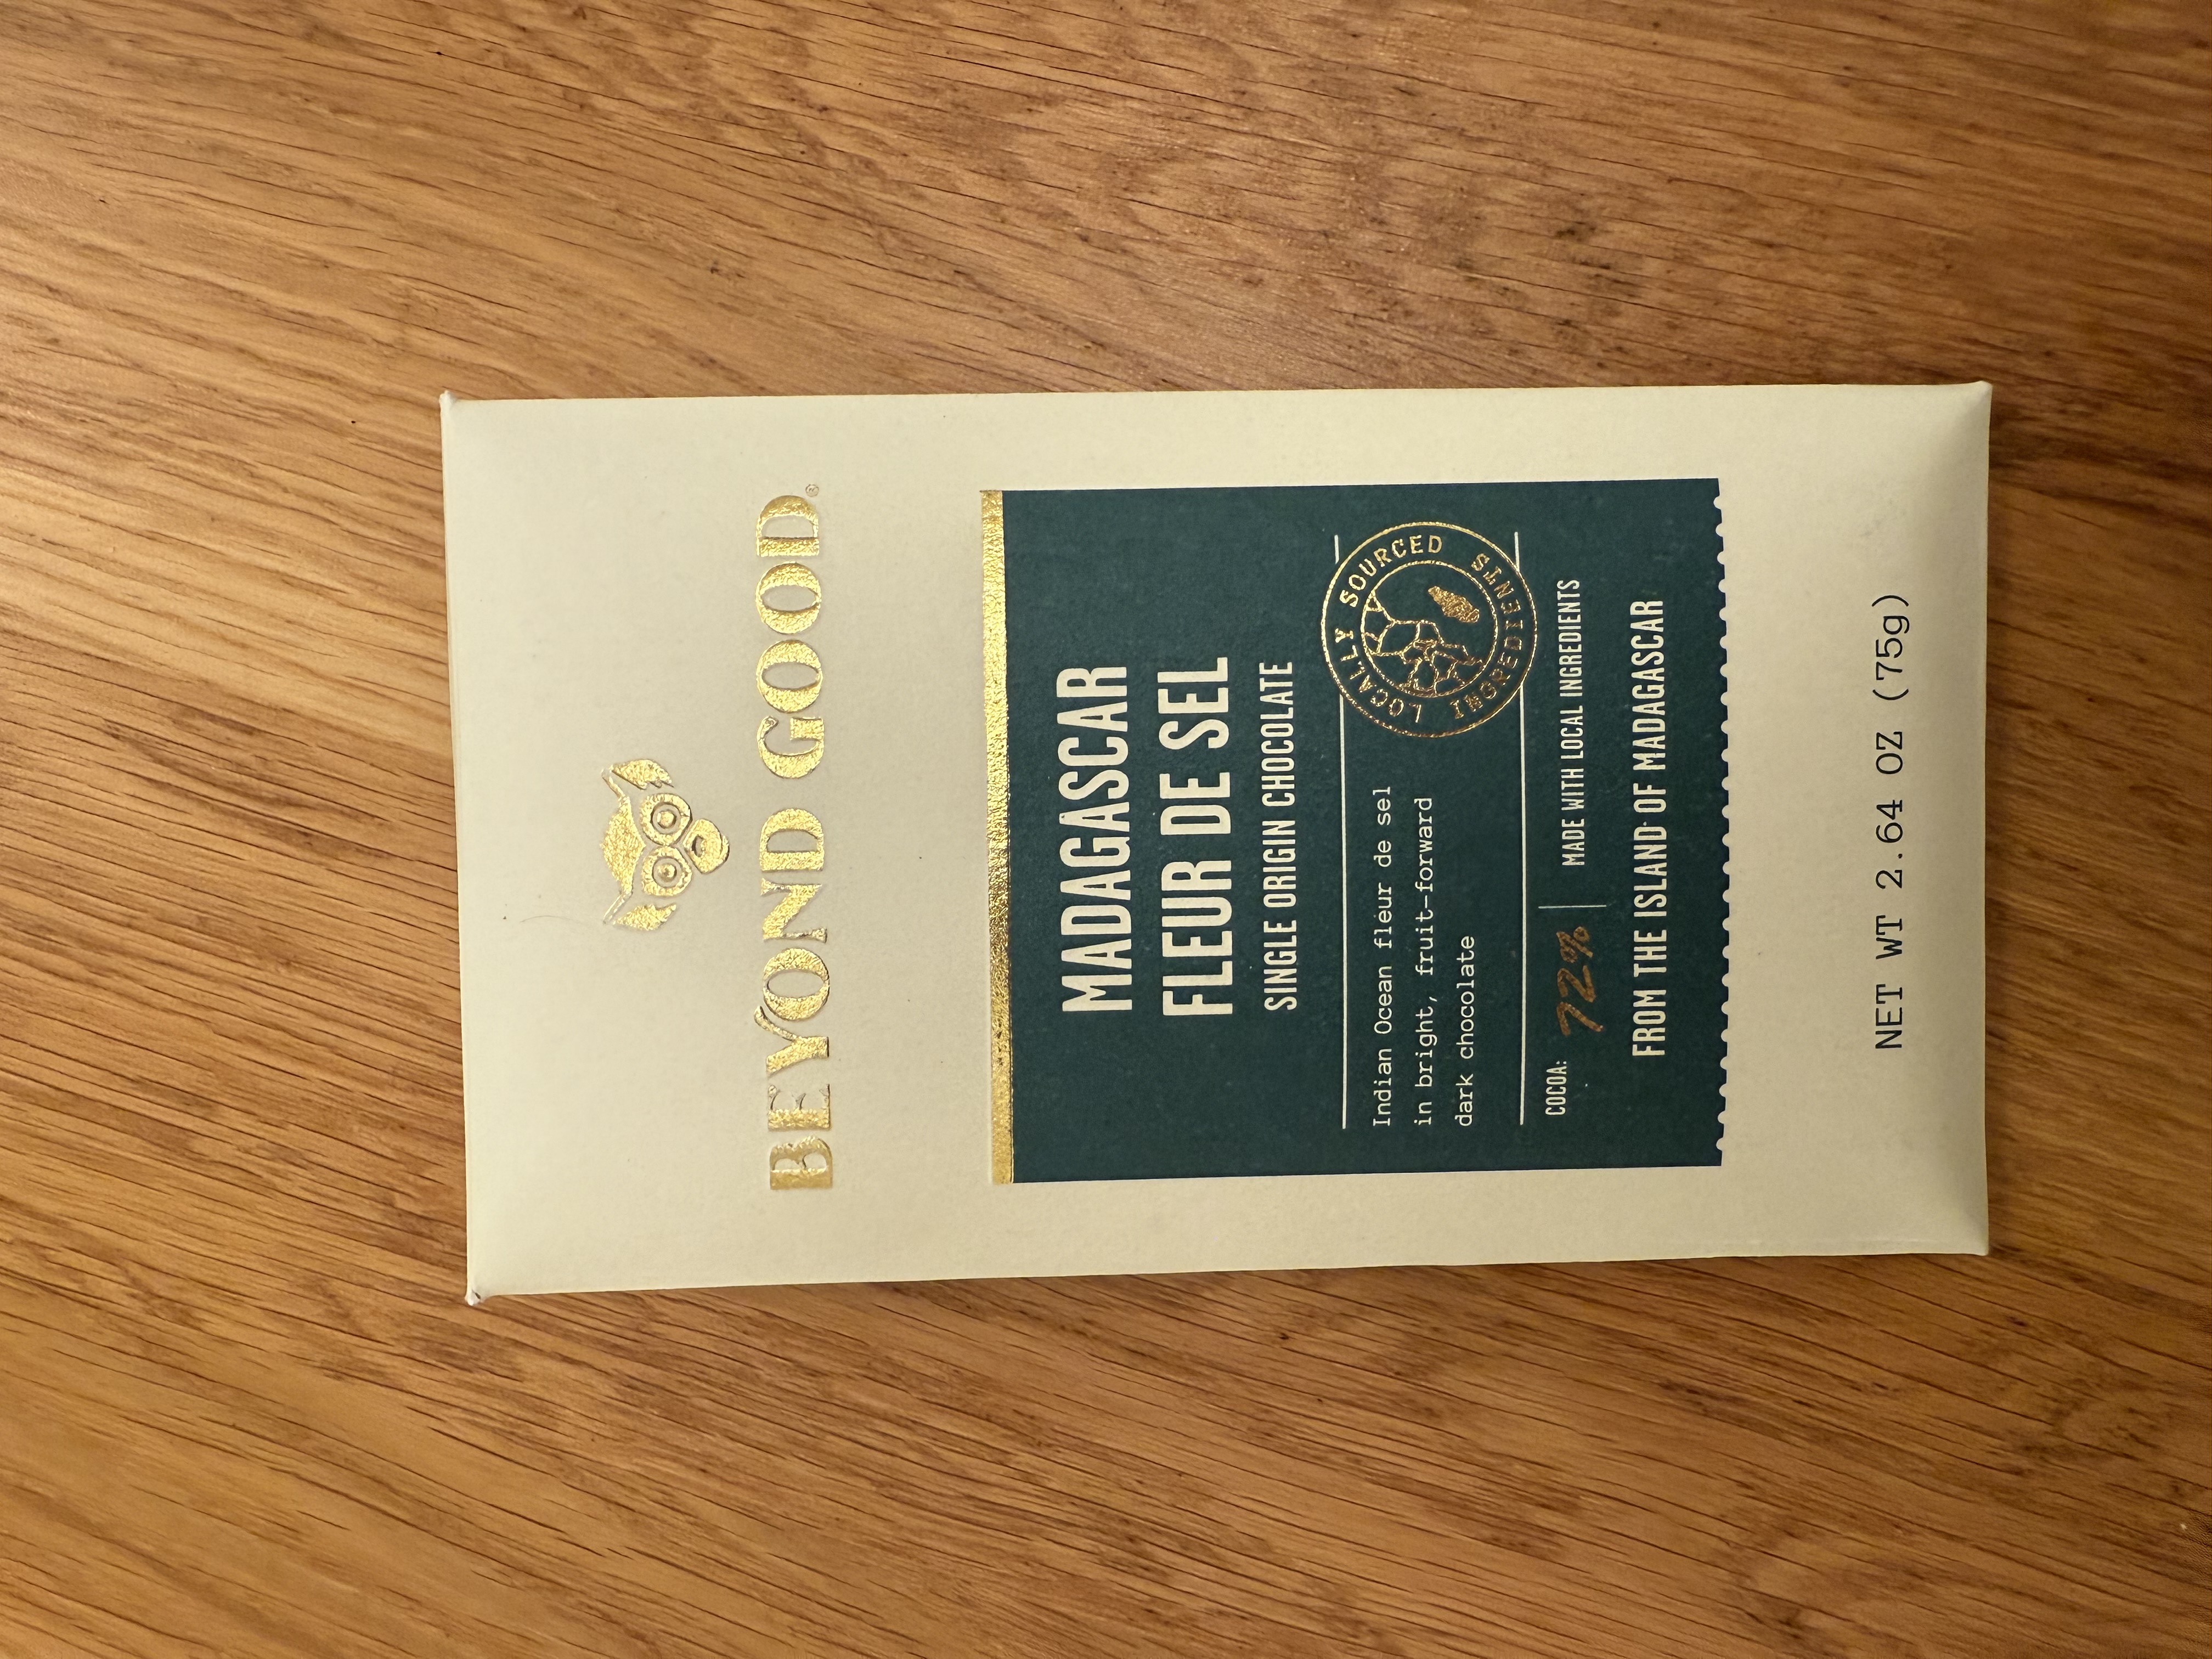 BEYOND GOOD®
MADAGASCAR
FLEUR DE SEL
SINGLE ORIGIN CHOCOLATE
Indian Ocean fleur de sel
in bright, fruit-forward
dark chocolate
LOCALLY SOURCED INGREDIENTS
COCOA: 72% MADE WITH LOCAL INGREDIENTS
FROM THE ISLAND OF MADAGASCAR
NET WT 2.64 OZ (75g)